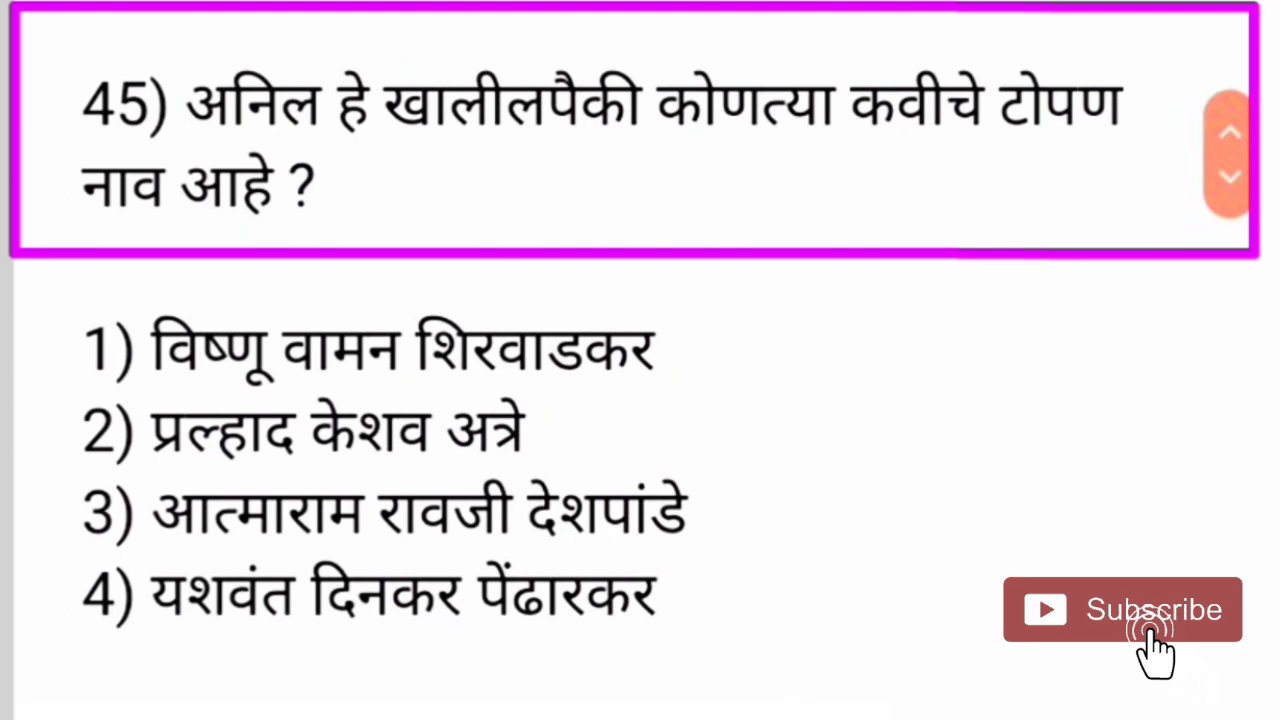 45) अनिल हे खालीलपैकी कोणत्या कवीचे टोपण
नाव आहे ?
1) विष्णू वामन शिरवाडकर
2) प्रल्हाद केशव अत्रे
3) आत्माराम रावजी देशपांडे
4) यशवंत दिनकर पेंढारकर
Subscribe